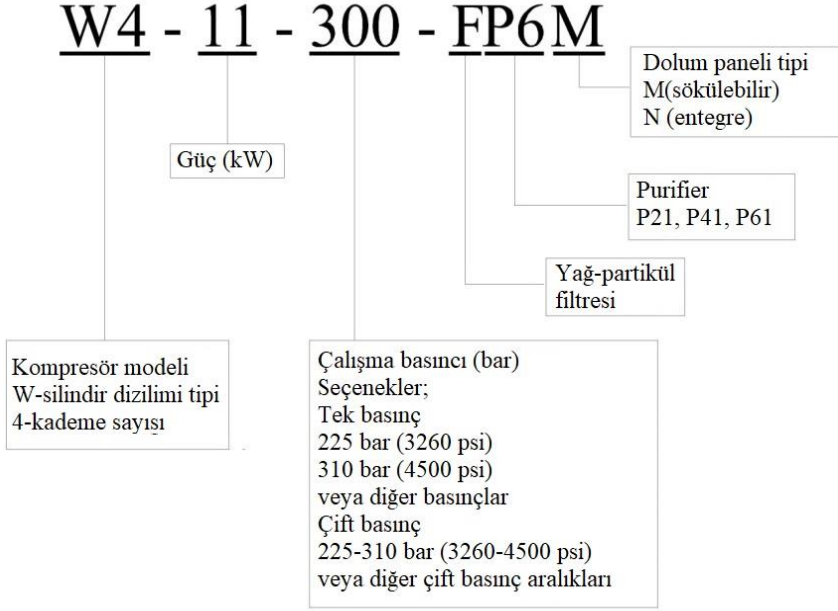 W4 - 11 - 300 - FP6M
Dolum paneli tipi
M(sökülebilir)
N (entegre)
Güç (kW)
Purifier
P21, P41, P61
Yağ-partikül
filtresi
Kompresör modeli
W-silindir dizilimi tipi
4-kademe sayısı
Çalışma basıncı (bar)
Seçenekler;
Tek basınç
225 bar (3260 psi)
310 bar (4500 psi)
veya diğer basınçlar
Çift basınç
225-310 bar (3260-4500 psi)
veya diğer çift basınç aralıkları